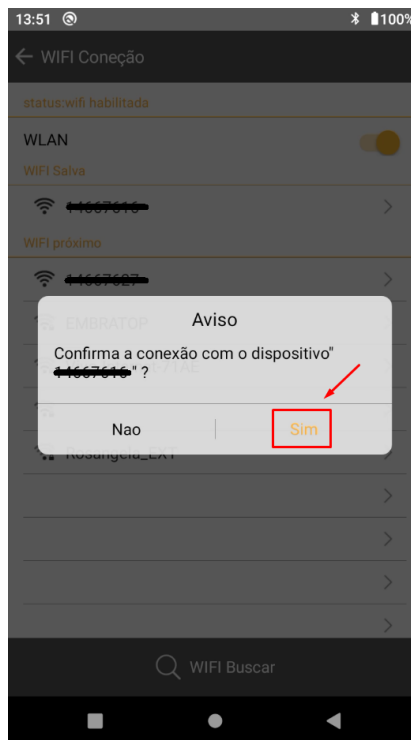 13:51 100%
WIFI Coneção
status:wifi habilitada
WLAN
WIFI Salva
WIFI próximo
EMBRATOP
Aviso
Confirma a conexão com o dispositivo"
" ?
Nao Sim
Rosangela_EXT
WIFI Buscar